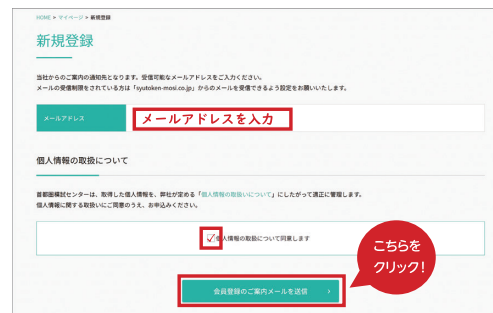 HOME > マイページ > 新規登録
新規登録
当社からのご案内の通知先となります。受信可能なメールアドレスをご入力ください。
メールの受信制限をされている方は「syutoken-mosi.co.jp」からのメールを受信できるよう設定をお願いいたします。
メールアドレス
メールアドレスを入力
個人情報の取扱について
首都圏模試センターは、取得した個人情報を、弊社が定める「個人情報の取扱いについて」にしたがって適正に管理します。
個人情報に関する取扱いにご同意のうえ、お申込みください。
個人情報の取扱について同意します
こちらを
クリック!
会員登録のご案内メールを送信 ›